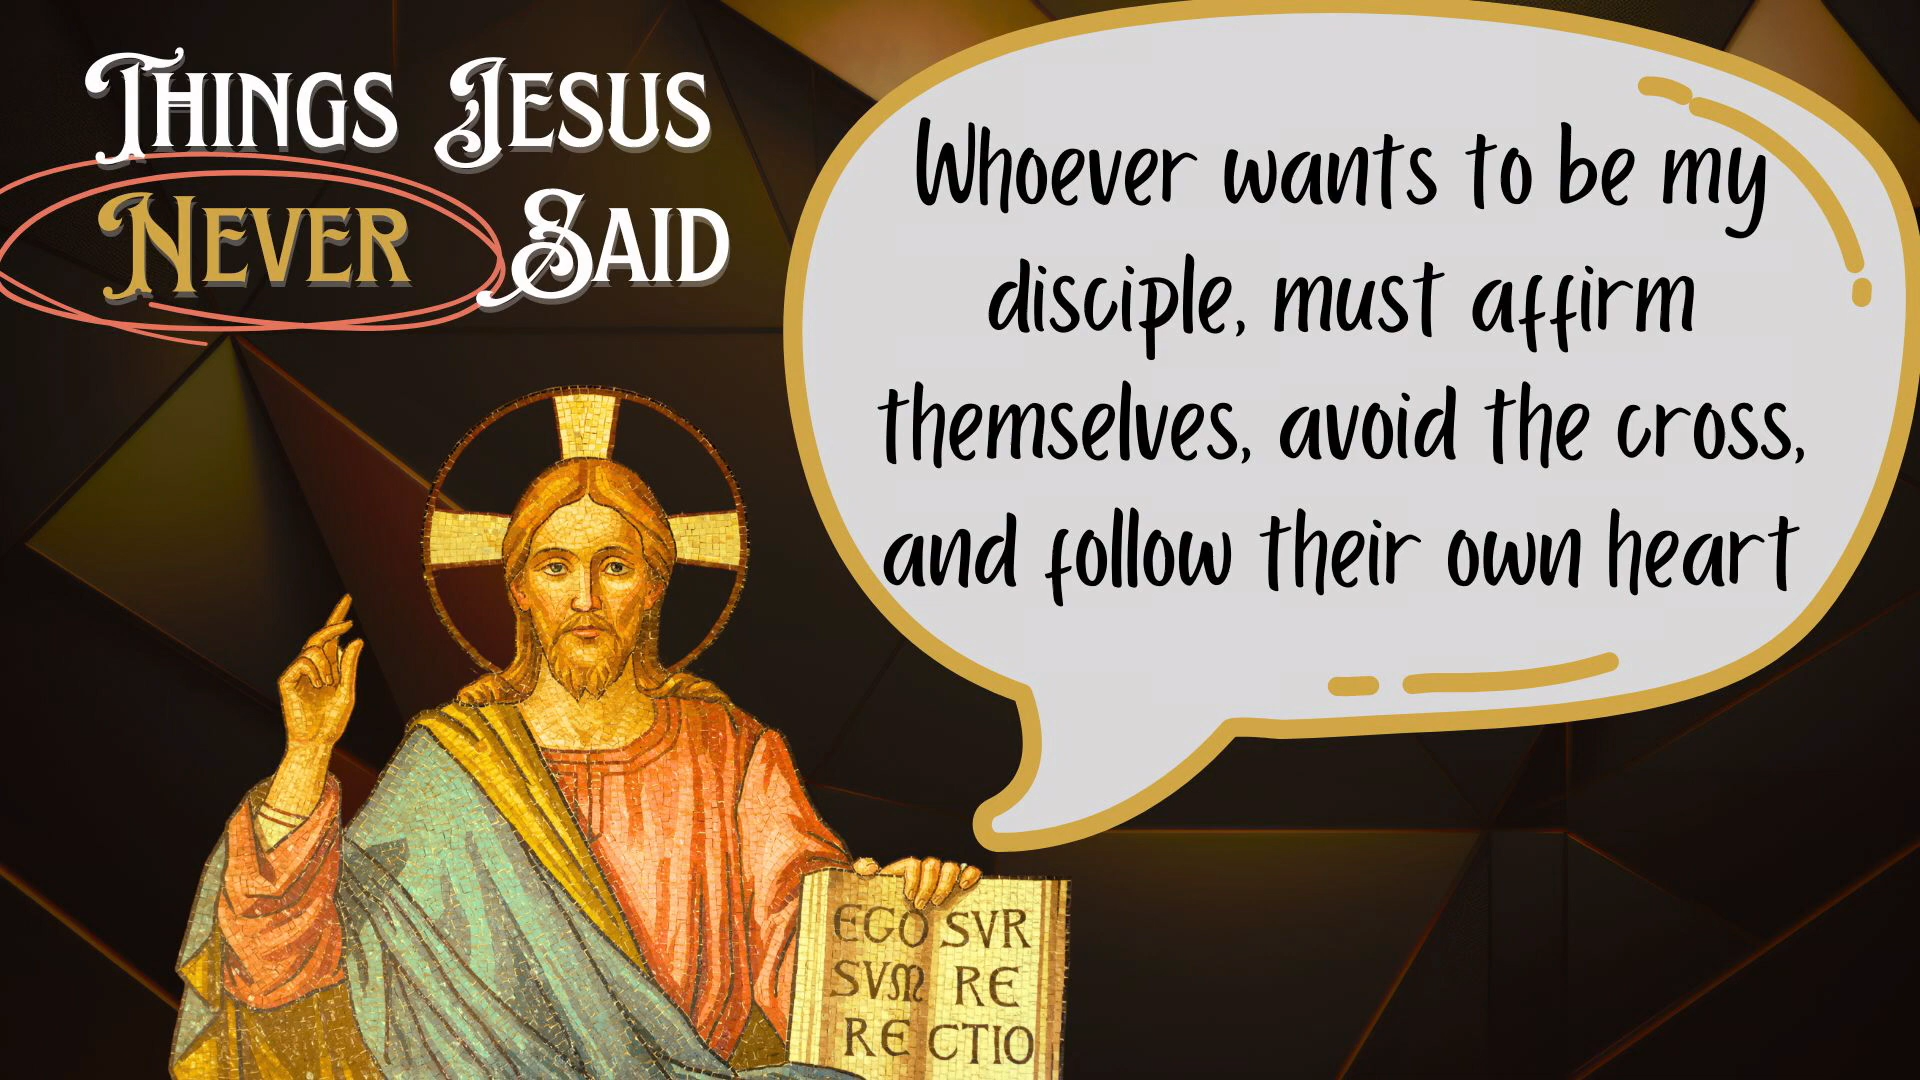 Things Jesus
Never Said
Whoever wants to be my
disciple, must affirm
themselves, avoid the cross,
and follow their own heart
EGO SVR
SVM RE
RE CTIO